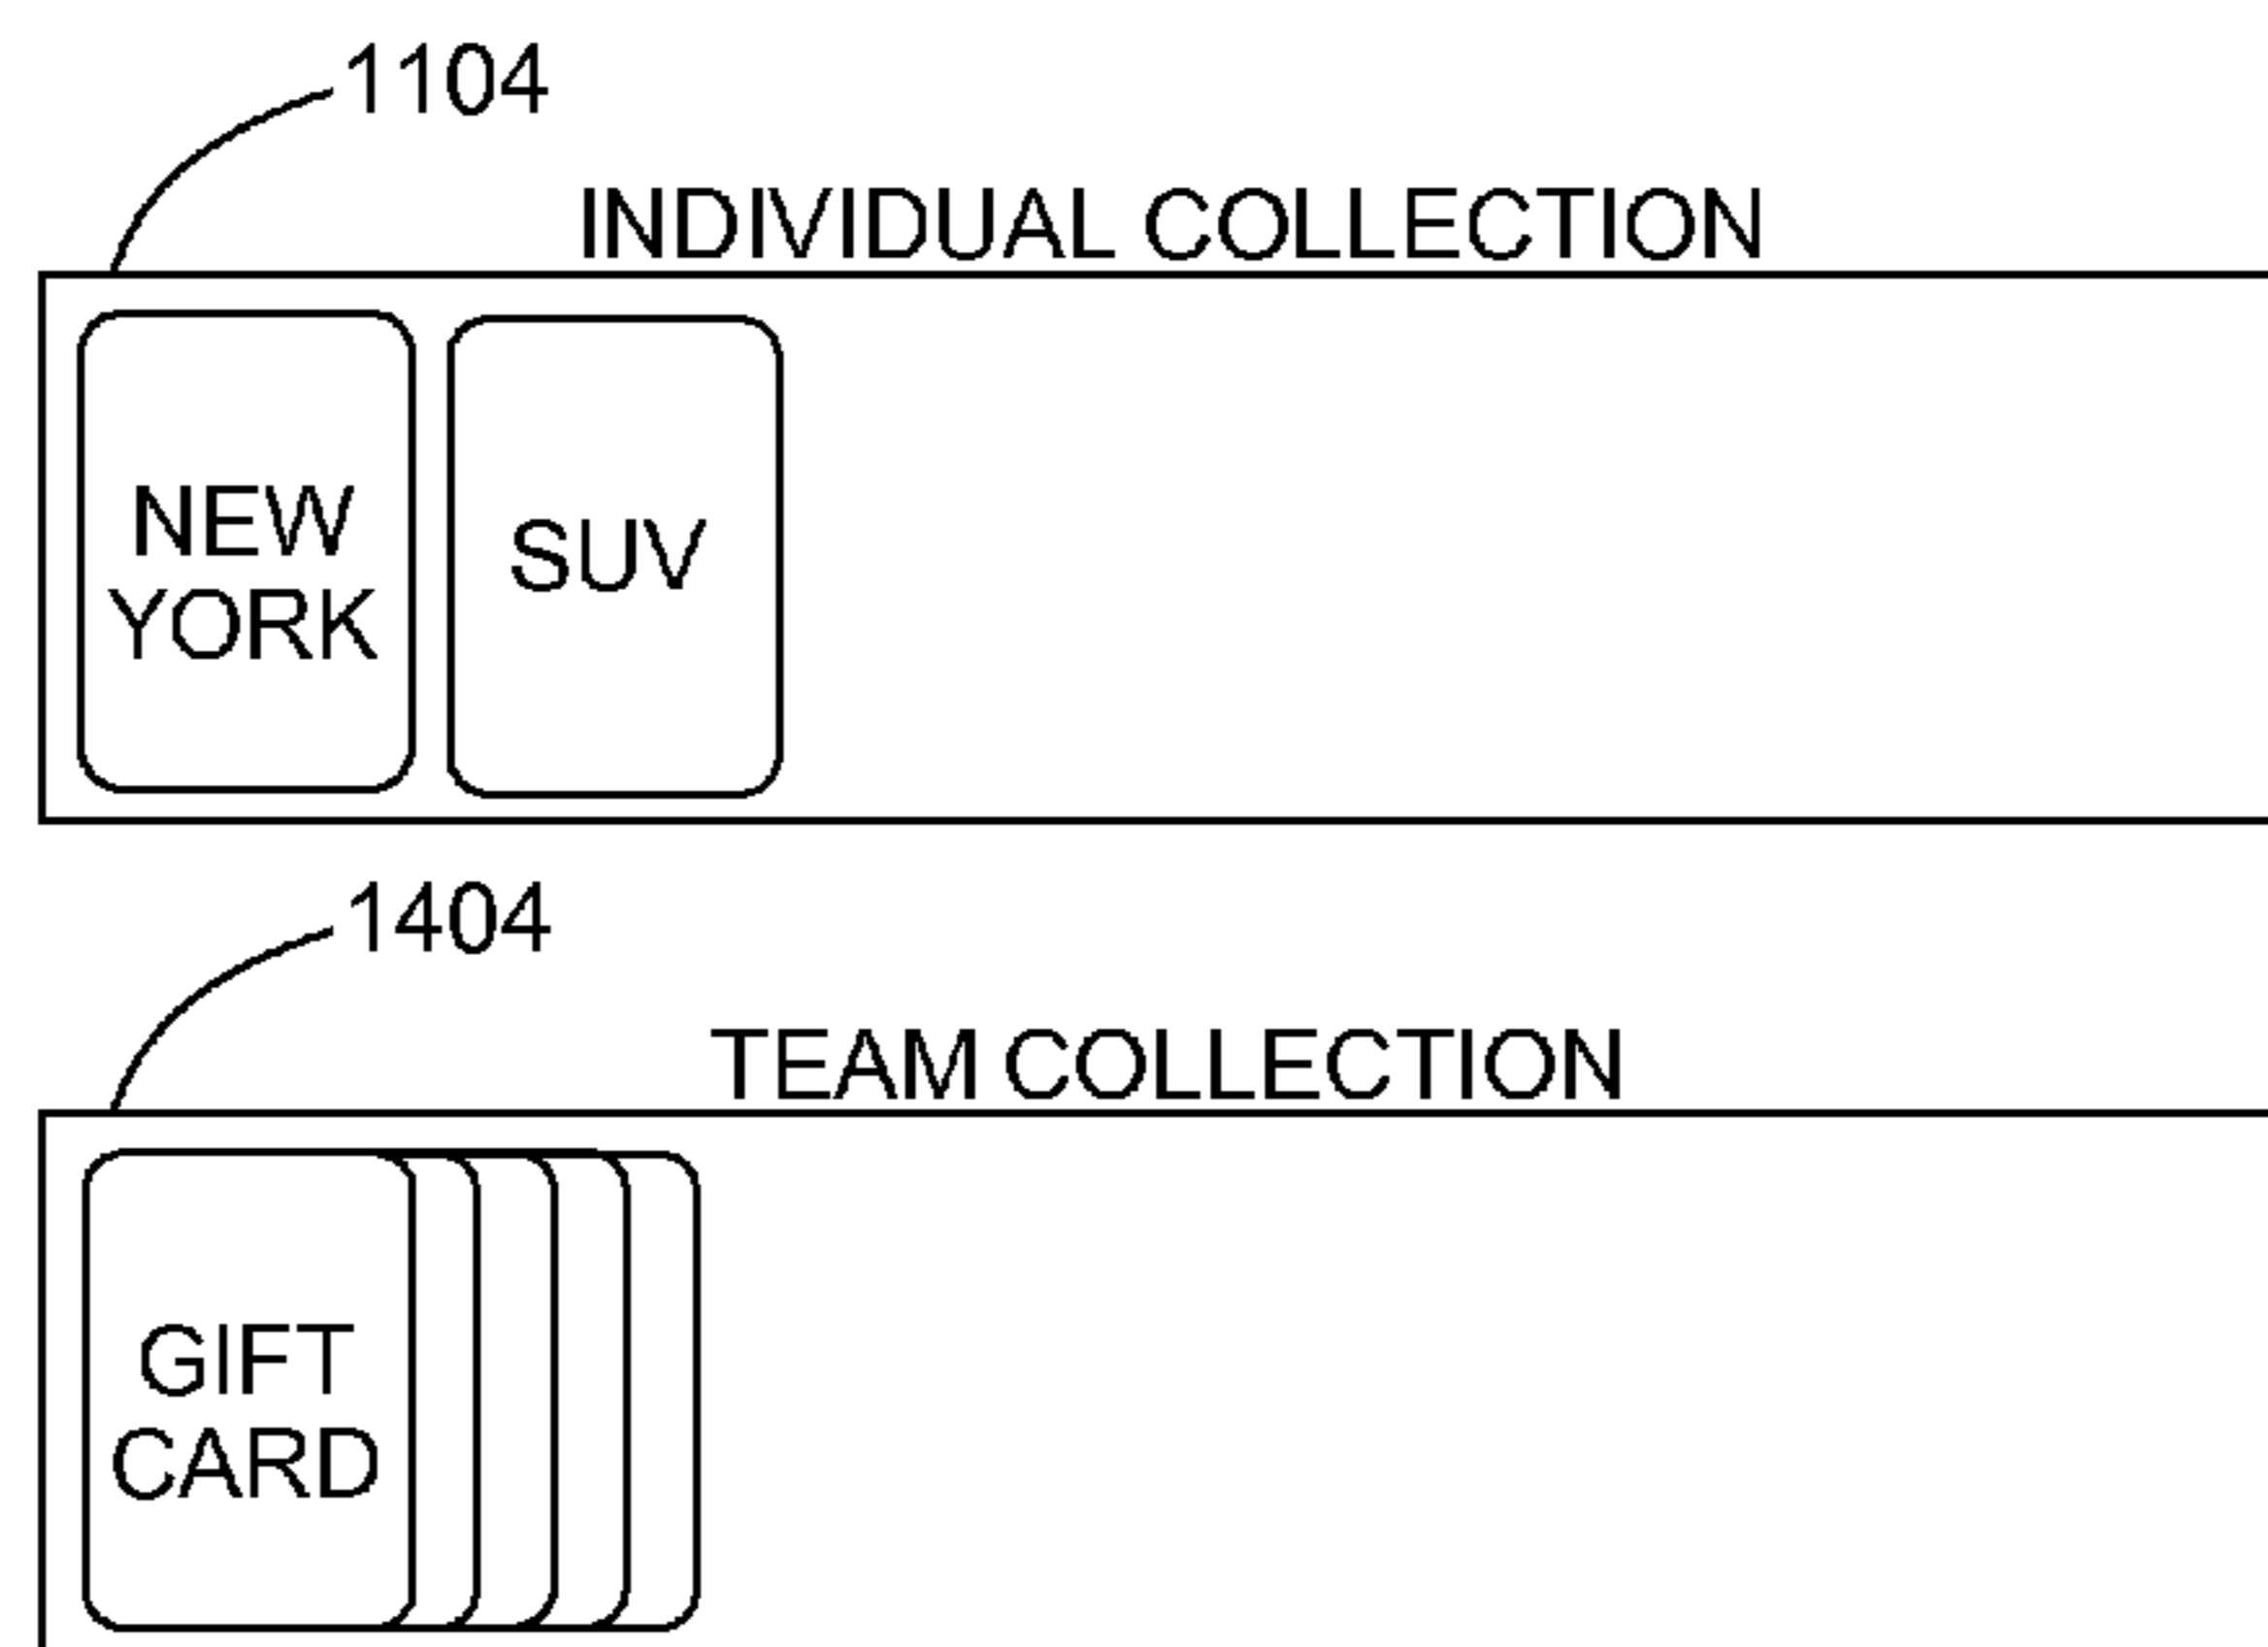 1104
INDIVIDUAL COLLECTION
NEW
YORK
SUV
1404
TEAM COLLECTION
GIFT
CARD